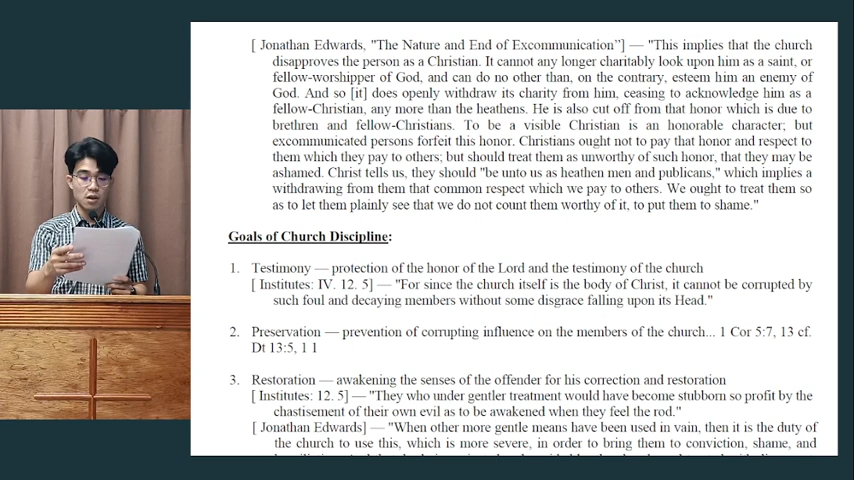 [ Jonathan Edwards, "The Nature and End of Excommunication"] — "This implies that the church
disapproves the person as a Christian. It cannot any longer charitably look upon him as a saint, or
fellow-worshipper of God, and can do no other than, on the contrary, esteem him an enemy of
God. And so [it] does openly withdraw its charity from him, ceasing to acknowledge him as a
fellow-Christian, any more than the heathens. He is also cut off from that honor which is due to
brethren and fellow-Christians. To be a visible Christian is an honorable character; but
excommunicated persons forfeit this honor. Christians ought not to pay that honor and respect to
them which they pay to others; but should treat them as unworthy of such honor, that they may be
ashamed. Christ tells us, they should "be unto us as heathen men and publicans," which implies a
withdrawing from them that common respect which we pay to others. We ought to treat them so
as to let them plainly see that we do not count them worthy of it, to put them to shame."
Goals of Church Discipline:
1. Testimony — protection of the honor of the Lord and the testimony of the church
[ Institutes: IV. 12. 5] — "For since the church itself is the body of Christ, it cannot be corrupted by
such foul and decaying members without some disgrace falling upon its Head."
2. Preservation — prevention of corrupting influence on the members of the church... 1 Cor 5:7, 13 cf.
Dt 13:5, 1 1
3. Restoration — awakening the senses of the offender for his correction and restoration
[ Institutes: 12. 5] — "They who under gentler treatment would have become stubborn so profit by the
chastisement of their own evil as to be awakened when they feel the rod."
[ Jonathan Edwards] — "When other more gentle means have been used in vain, then it is the duty of
the church to use this, which is more severe, in order to bring them to conviction, shame, and